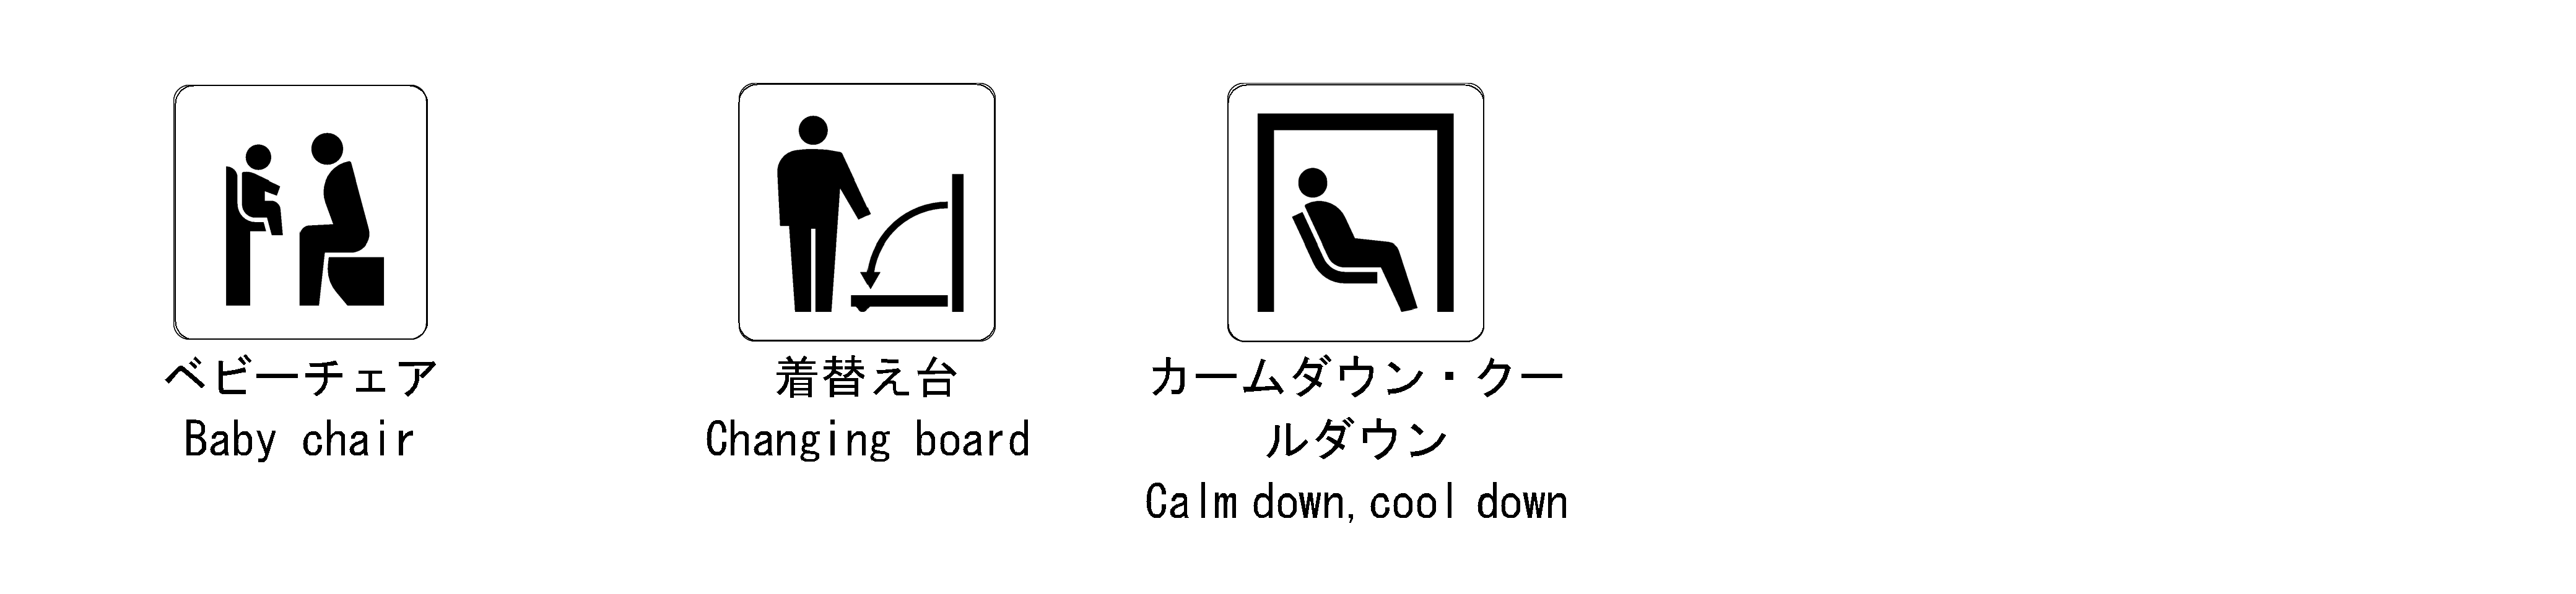 ベビーチェア
Baby chair
着替え台
Changing board
カームダウン・クー
ルダウン
Calm down, cool down